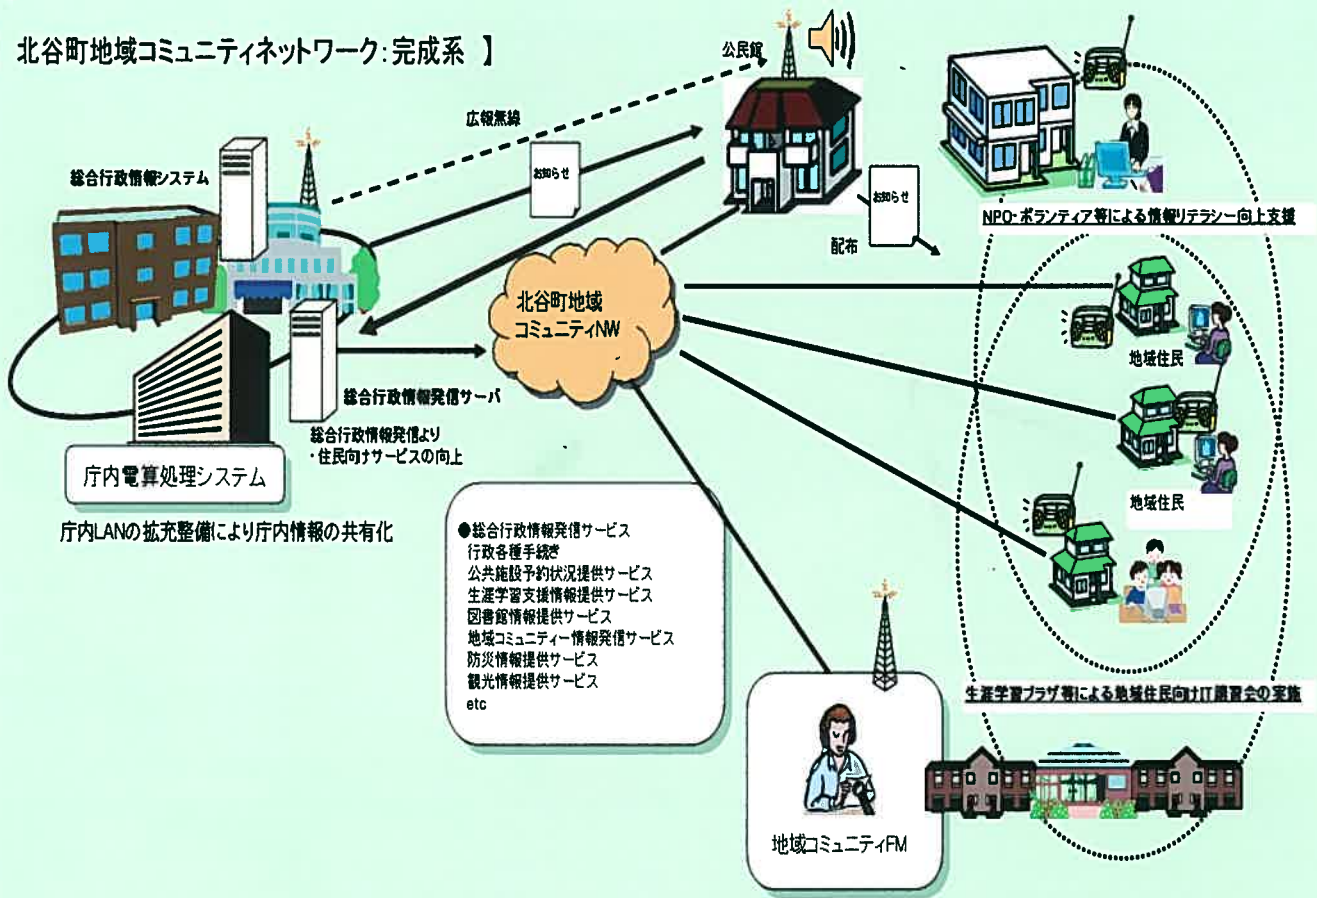 北谷町地域コミュニティネットワーク:完成系 】
公民館
広報無線
お知らせ
総合行政情報システム
お知らせ
配布
NPO・ボランティア等による情報リテラシー向上支援
北谷町地域
コミュニティNW
地域住民
総合行政情報発信サーバ
総合行政情報発信より
・住民向けサービスの向上
庁内電算処理システム
庁内LANの拡充整備により庁内情報の共有化
地域住民
●総合行政情報発信サービス
行政各種手続き
公共施設予約状況提供サービス
生涯学習支援情報提供サービス
図書館情報提供サービス
地域コミュニティー情報発信サービス
防災情報提供サービス
観光情報提供サービス
etc
生涯学習プラザ等による地域住民向けIT講習会の実施
地域コミュニティFM